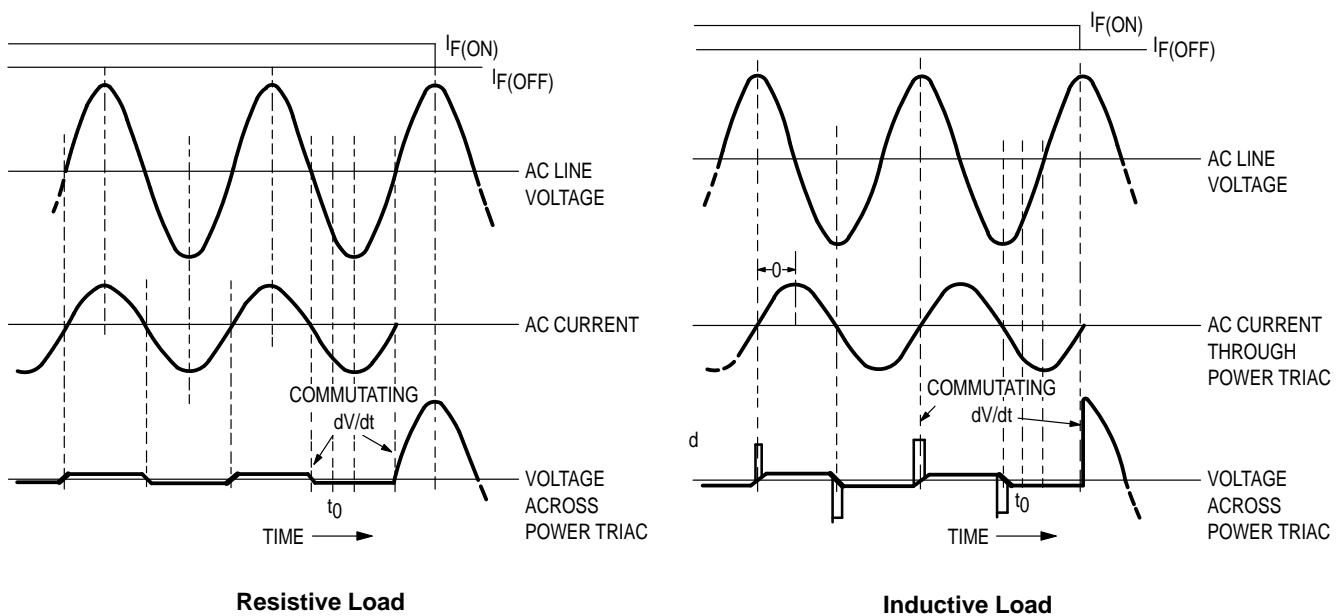 IF(ON)
IF(OFF)
AC LINE
VOLTAGE
AC CURRENT
COMMUTATING
dV/dt
VOLTAGE
ACROSS
POWER TRIAC
t0
TIME
Resistive Load
IF(ON)
IF(OFF)
AC LINE
VOLTAGE
0
AC CURRENT
THROUGH
POWER TRIAC
COMMUTATING
dV/dt
d
VOLTAGE
ACROSS
POWER TRIAC
t0
TIME
Inductive Load